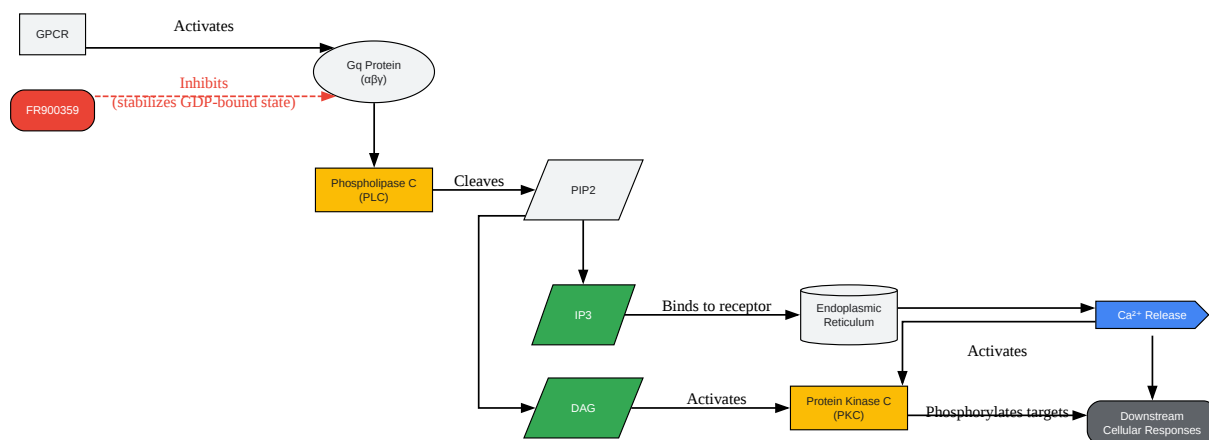 GPCR
Activates
Gq Protein
(αβγ)
FR900359
Inhibits
(stabilizes GDP-bound state)
Phospholipase C
(PLC)
Cleaves
PIP2
IP3
Binds to receptor
Endoplasmic
Reticulum
Ca²⁺ Release
Activates
DAG
Activates
Protein Kinase C
(PKC)
Phosphorylates targets
Downstream
Cellular Responses